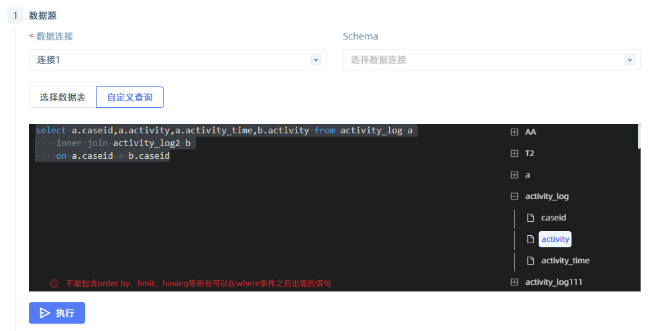 1 数据源
* 数据连接 Schema
连接1 选择数据连接
选择数据表 自定义查询
select a.caseid,a.activity,a.activity_time,b.activity from activity_log a
inner join activity_log2 b
on a.caseid = b.caseid
AA
T2
a
activity_log
caseid
activity
activity_time
activity_log111
不能包含order by、limit、having等所有可以在where条件之后出现的语句
执行